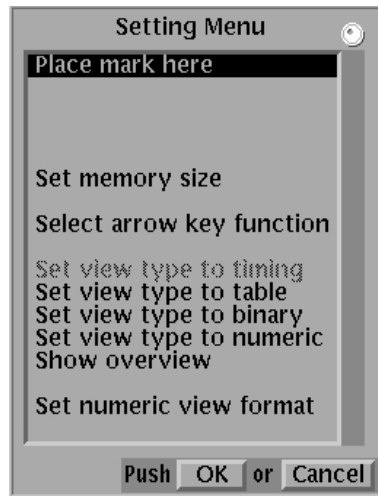 Setting Menu
Place mark here
Set memory size
Select arrow key function
Set view type to timing
Set view type to table
Set view type to binary
Set view type to numeric
Show overview
Set numeric view format
Push OK or Cancel